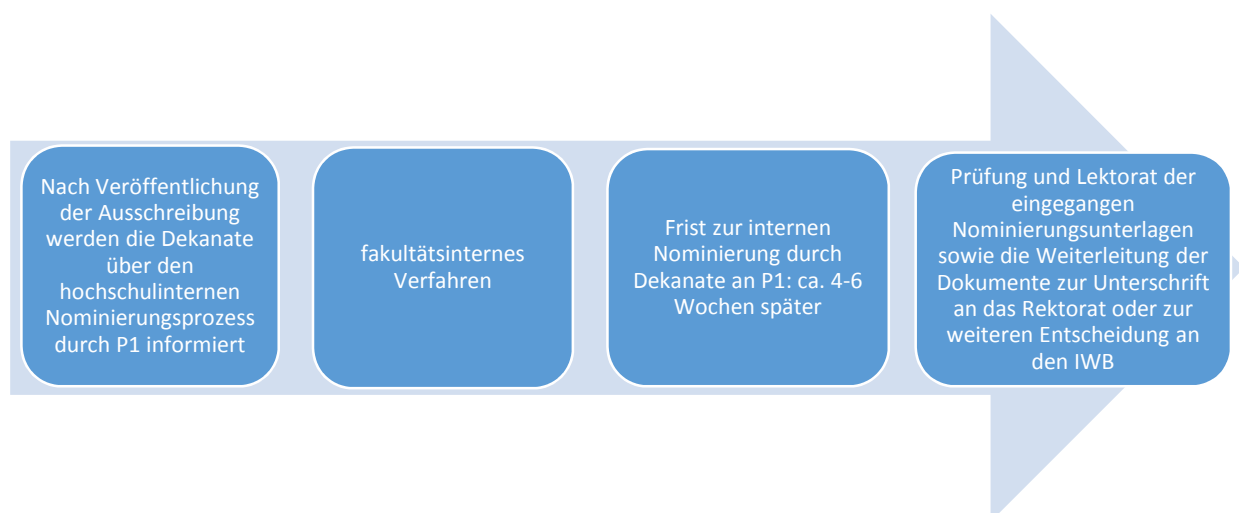 Nach Veröffentlichung
der Ausschreibung
werden die Dekanate
über den
hochschulinternen
Nominierungsprozess
durch P1 informiert
fakultätsinternes
Verfahren
Frist zur internen
Nominierung durch
Dekanate an P1: ca. 4-6
Wochen später
Prüfung und Lektorat der
eingegangen
Nominierungsunterlagen
sowie die Weiterleitung der
Dokumente zur Unterschrift
an das Rektorat oder zur
weiteren Entscheidung an
den IWB